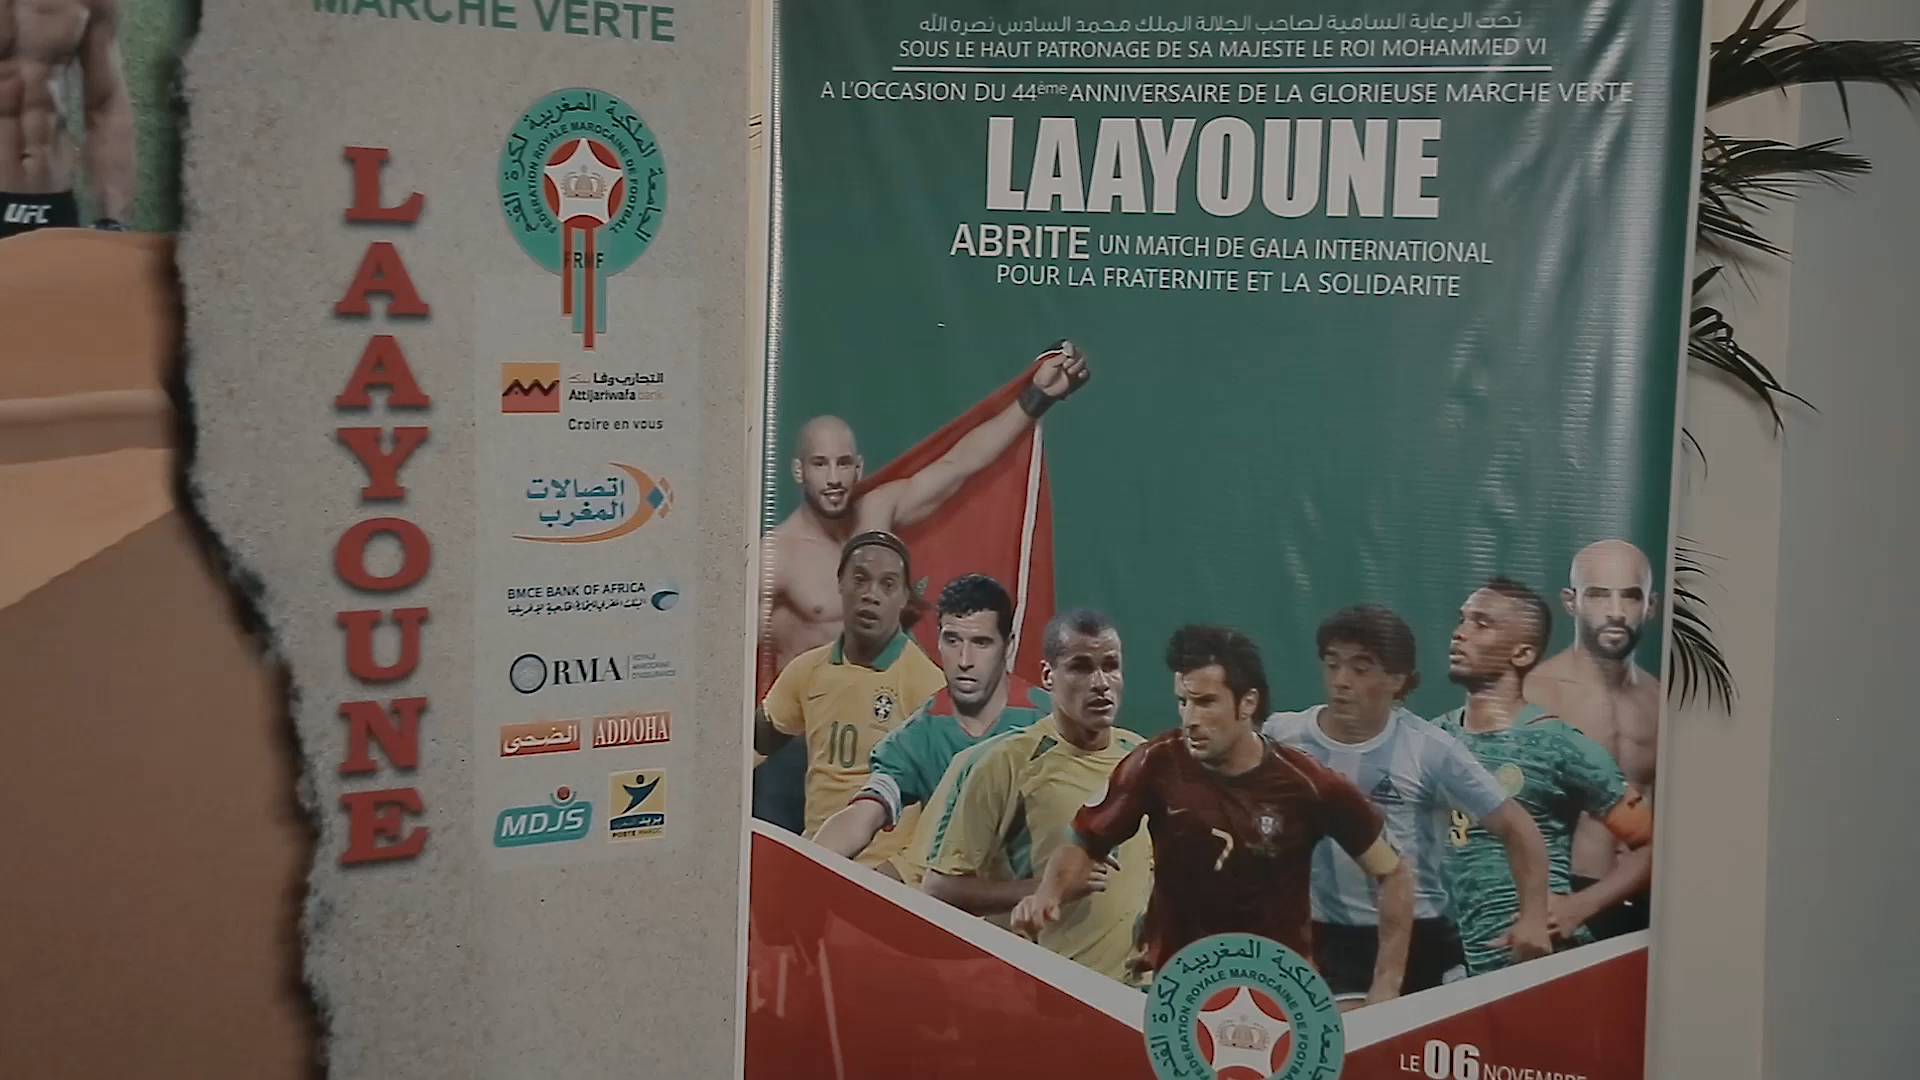 MARCHE VERTE
UFC
LAAYOUNE
الجامعة الملكية المغربية لكرة القدم
FEDERATION ROYALE MAROCAINE DE FOOTBALL
FRMF
التجاري وفا بنك
Attijariwafa bank
Croire en vous
اتصالات
المغرب
BMCE BANK OF AFRICA
RMA
ROYALE
MAROCAINE
D'ASSURANCE
الضحى ADDOHA
MDJS
بريد المغرب
POSTE MAROC
تحت الرعاية السامية لصاحب الجلالة الملك محمد السادس نصره الله
SOUS LE HAUT PATRONAGE DE SA MAJESTE LE ROI MOHAMMED VI
A L'OCCASION DU 44ème ANNIVERSAIRE DE LA GLORIEUSE MARCHE VERTE
LAAYOUNE
ABRITE UN MATCH DE GALA INTERNATIONAL
POUR LA FRATERNITE ET LA SOLIDARITE
10
7
9
الملكية المغربية لكرة القدم
FEDERATION ROYALE MAROCAINE DE FOOTBALL
LE 06 NOVEMBRE